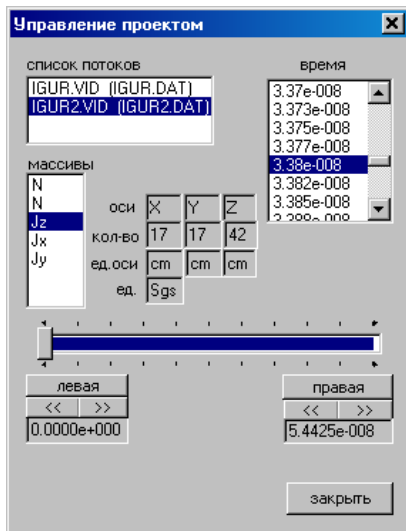 Управление проектом
список потоков
IGUR.VID (IGUR.DAT)
IGUR2.VID (IGUR2.DAT)
время
3.37e-008
3.373e-008
3.375e-008
3.377e-008
3.38e-008
3.382e-008
3.385e-008
3.388e-008
массивы
N
N
Jz
Jx
Jy
оси X Y Z
кол-во 17 17 42
ед.оси cm cm cm
ед. Sgs
левая
<< >>
0.0000e+000
правая
<< >>
5.4425e-008
закрыть